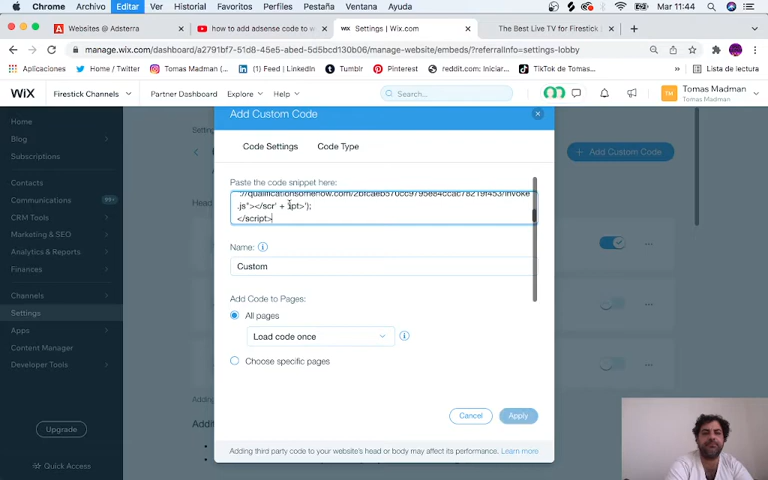 Chrome Archivo Editar Ver Historial Favoritos Perfiles Pestaña Ventana Ayuda Mar 11:44
Websites @ Adsterra
how to add adsense code to w
Settings | Wix.com
The Best Live TV for Firestick
manage.wix.com/dashboard/a2791bf7-51d8-45e5-abed-5d5bcd130b06/manage-website/embeds/?referralInfo=settings-lobby
Aplicaciones
Home / Twitter
Tomas Madman
(1) Feed | LinkedIn
Tumblr
Pinterest
reddit.com: Iniciar...
TikTok de Tomas...
Lista de lectura
WIX
Firestick Channels
Partner Dashboard
Explore
Help
Search...
TM
Tomas Madman
Tomas Madman
Home
Blog
Subscriptions
Contacts
Communications
99+
CRM Tools
Marketing & SEO
Analytics & Reports
Finances
Channels
Settings
Apps
Content Manager
Developer Tools
Upgrade
Quick Access
+ Add Custom Code
Head
Adding
Addit
Add Custom Code
Code Settings
Code Type
Paste the code snippet here:
.js"></scr' + 'ipt>');
</script>
Name:
Custom
Add Code to Pages:
All pages
Load code once
Choose specific pages
Cancel
Apply
Adding third party code to your website's head or body may affect its performance. Learn more